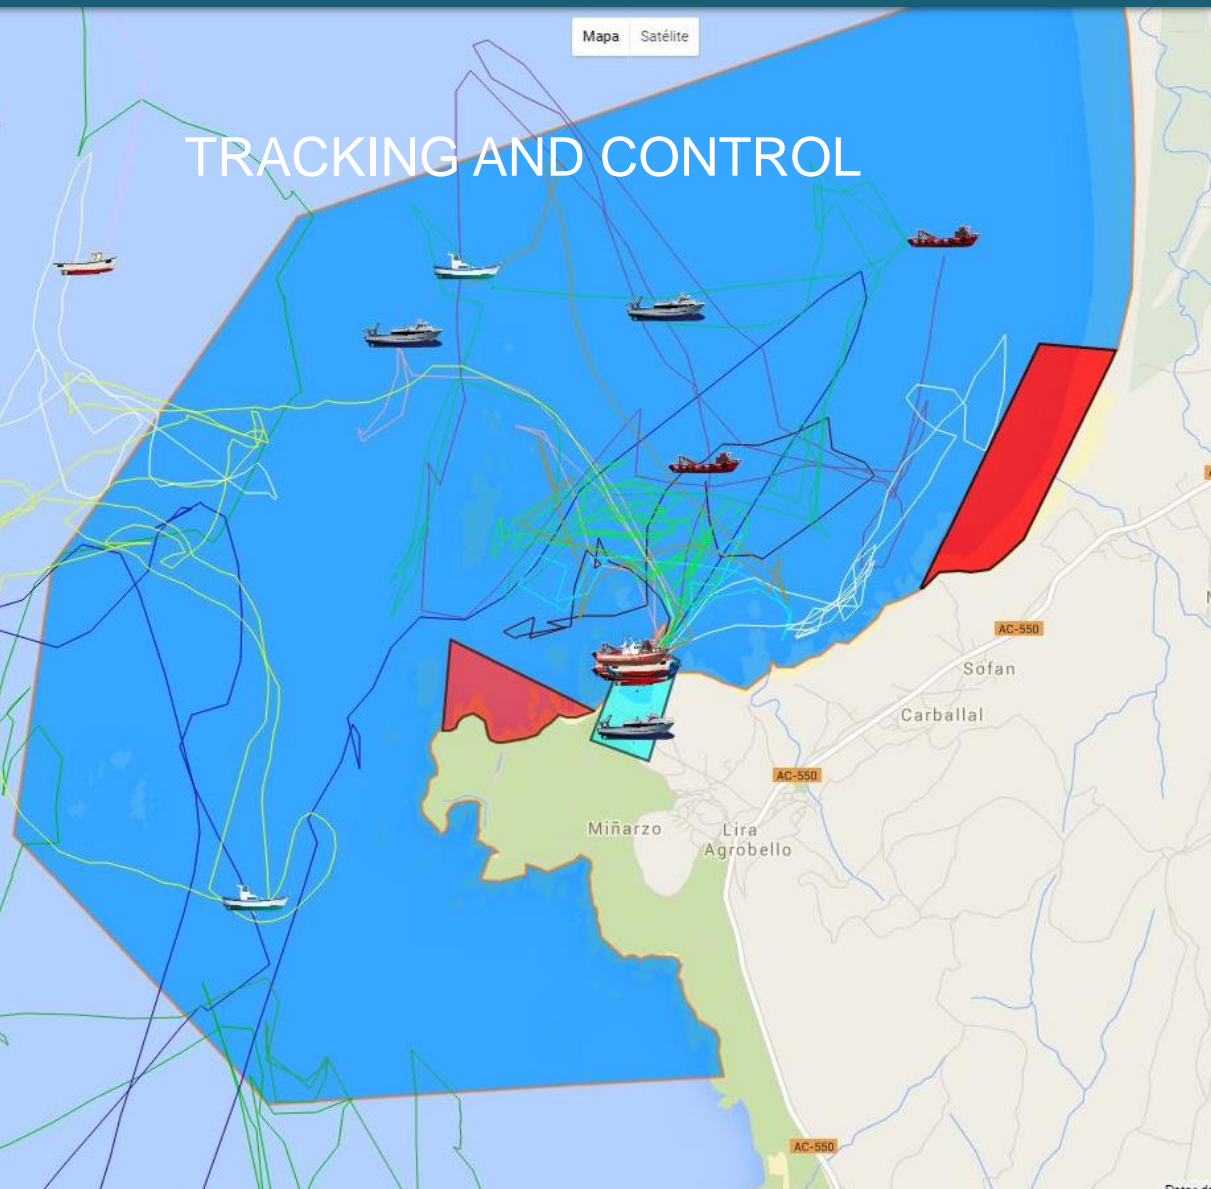 Mapa Satélite
TRACKING AND CONTROL
AC-550
Sofan
Carballal
AC-550
Miñarzo
Lira
Agrobello
AC-550